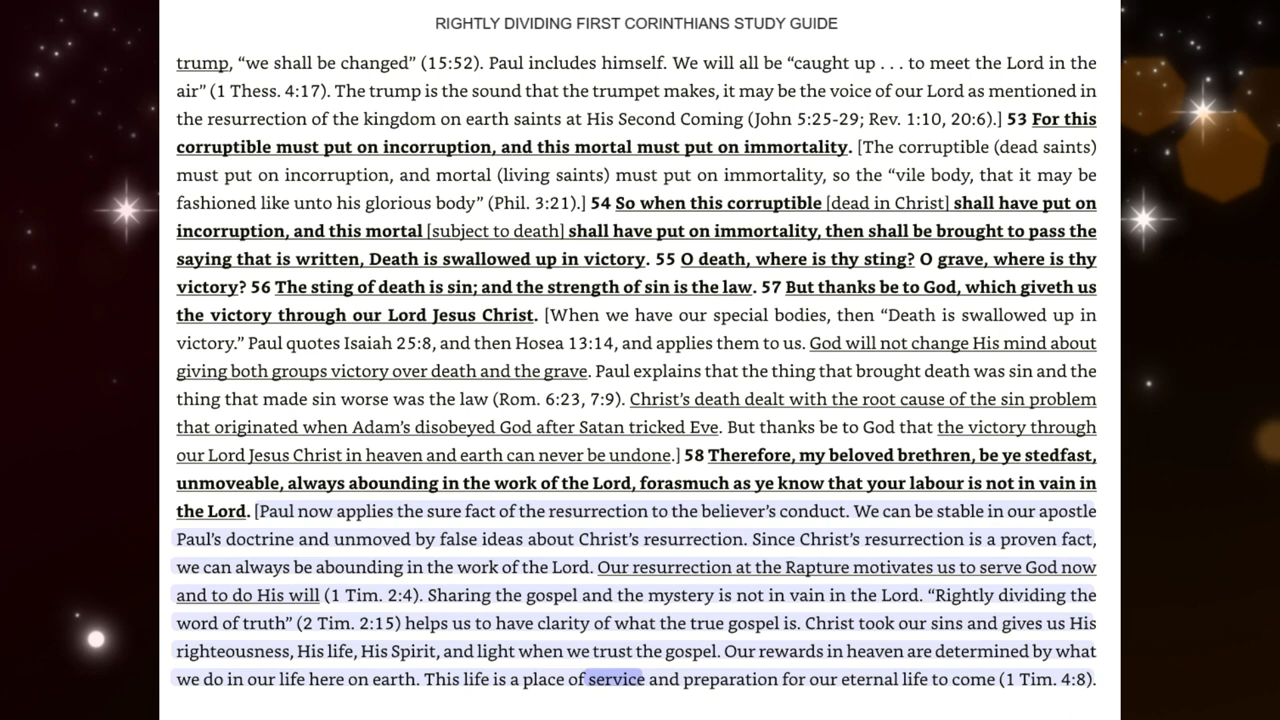 RIGHTLY DIVIDING FIRST CORINTHIANS STUDY GUIDE
trump, “we shall be changed” (15:52). Paul includes himself. We will all be “caught up . . . to meet the Lord in the
air” (1 Thess. 4:17). The trump is the sound that the trumpet makes, it may be the voice of our Lord as mentioned in
the resurrection of the kingdom on earth saints at His Second Coming (John 5:25-29; Rev. 1:10, 20:6).] 53 For this
corruptible must put on incorruption, and this mortal must put on immortality. [The corruptible (dead saints)
must put on incorruption, and mortal (living saints) must put on immortality, so the “vile body, that it may be
fashioned like unto his glorious body” (Phil. 3:21).] 54 So when this corruptible [dead in Christ] shall have put on
incorruption, and this mortal [subject to death] shall have put on immortality, then shall be brought to pass the
saying that is written, Death is swallowed up in victory. 55 O death, where is thy sting? O grave, where is thy
victory? 56 The sting of death is sin; and the strength of sin is the law. 57 But thanks be to God, which giveth us
the victory through our Lord Jesus Christ. [When we have our special bodies, then “Death is swallowed up in
victory.” Paul quotes Isaiah 25:8, and then Hosea 13:14, and applies them to us. God will not change His mind about
giving both groups victory over death and the grave. Paul explains that the thing that brought death was sin and the
thing that made sin worse was the law (Rom. 6:23, 7:9). Christ’s death dealt with the root cause of the sin problem
that originated when Adam’s disobeyed God after Satan tricked Eve. But thanks be to God that the victory through
our Lord Jesus Christ in heaven and earth can never be undone.] 58 Therefore, my beloved brethren, be ye stedfast,
unmoveable, always abounding in the work of the Lord, forasmuch as ye know that your labour is not in vain in
the Lord. [Paul now applies the sure fact of the resurrection to the believer’s conduct. We can be stable in our apostle
Paul’s doctrine and unmoved by false ideas about Christ’s resurrection. Since Christ’s resurrection is a proven fact,
we can always be abounding in the work of the Lord. Our resurrection at the Rapture motivates us to serve God now
and to do His will (1 Tim. 2:4). Sharing the gospel and the mystery is not in vain in the Lord. “Rightly dividing the
word of truth” (2 Tim. 2:15) helps us to have clarity of what the true gospel is. Christ took our sins and gives us His
righteousness, His life, His Spirit, and light when we trust the gospel. Our rewards in heaven are determined by what
we do in our life here on earth. This life is a place of service and preparation for our eternal life to come (1 Tim. 4:8).